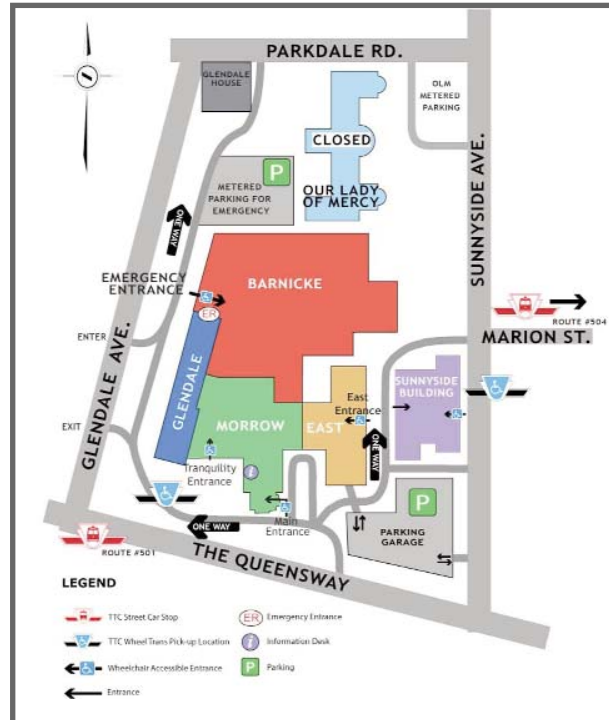 PARKDALE RD.
GLENDALE
HOUSE
OLM
METERED
PARKING
CLOSED
OUR LADY
OF MERCY
P
METERED
PARKING FOR
EMERGENCY
SUNNYSIDE AVE.
ONE WAY
BARNICKE
EMERGENCY
ENTRANCE
ER
ROUTE #504
MARION ST.
ENTER
GLENDALE AVE.
GLENDALE
SUNNYSIDE
BUILDING
East
Entrance
MORROW
EAST
ONE WAY
EXIT
Tranquility
Entrance
i
P
PARKING
GARAGE
Main
Entrance
ONE WAY
THE QUEENSWAY
ROUTE #501
LEGEND
TTC Street Car Stop
ER Emergency Entrance
TTC Wheel Trans Pick-up Location
i Information Desk
Wheelchair Accessible Entrance
P Parking
Entrance